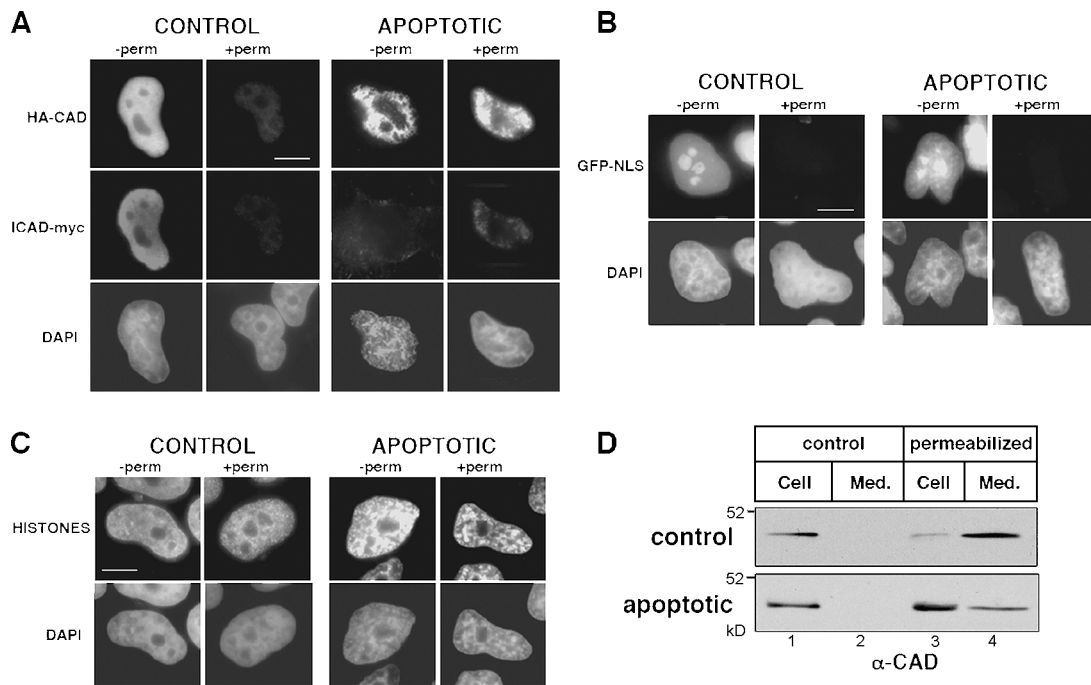 A
CONTROL APOPTOTIC
-perm +perm -perm +perm
HA-CAD
ICAD-myc
DAPI
B
CONTROL APOPTOTIC
-perm +perm -perm +perm
GFP-NLS
DAPI
C
CONTROL APOPTOTIC
-perm +perm -perm +perm
HISTONES
DAPI
D
control permeabilized
Cell Med. Cell Med.
52
control
52
apoptotic
kD
1 2 3 4
α-CAD